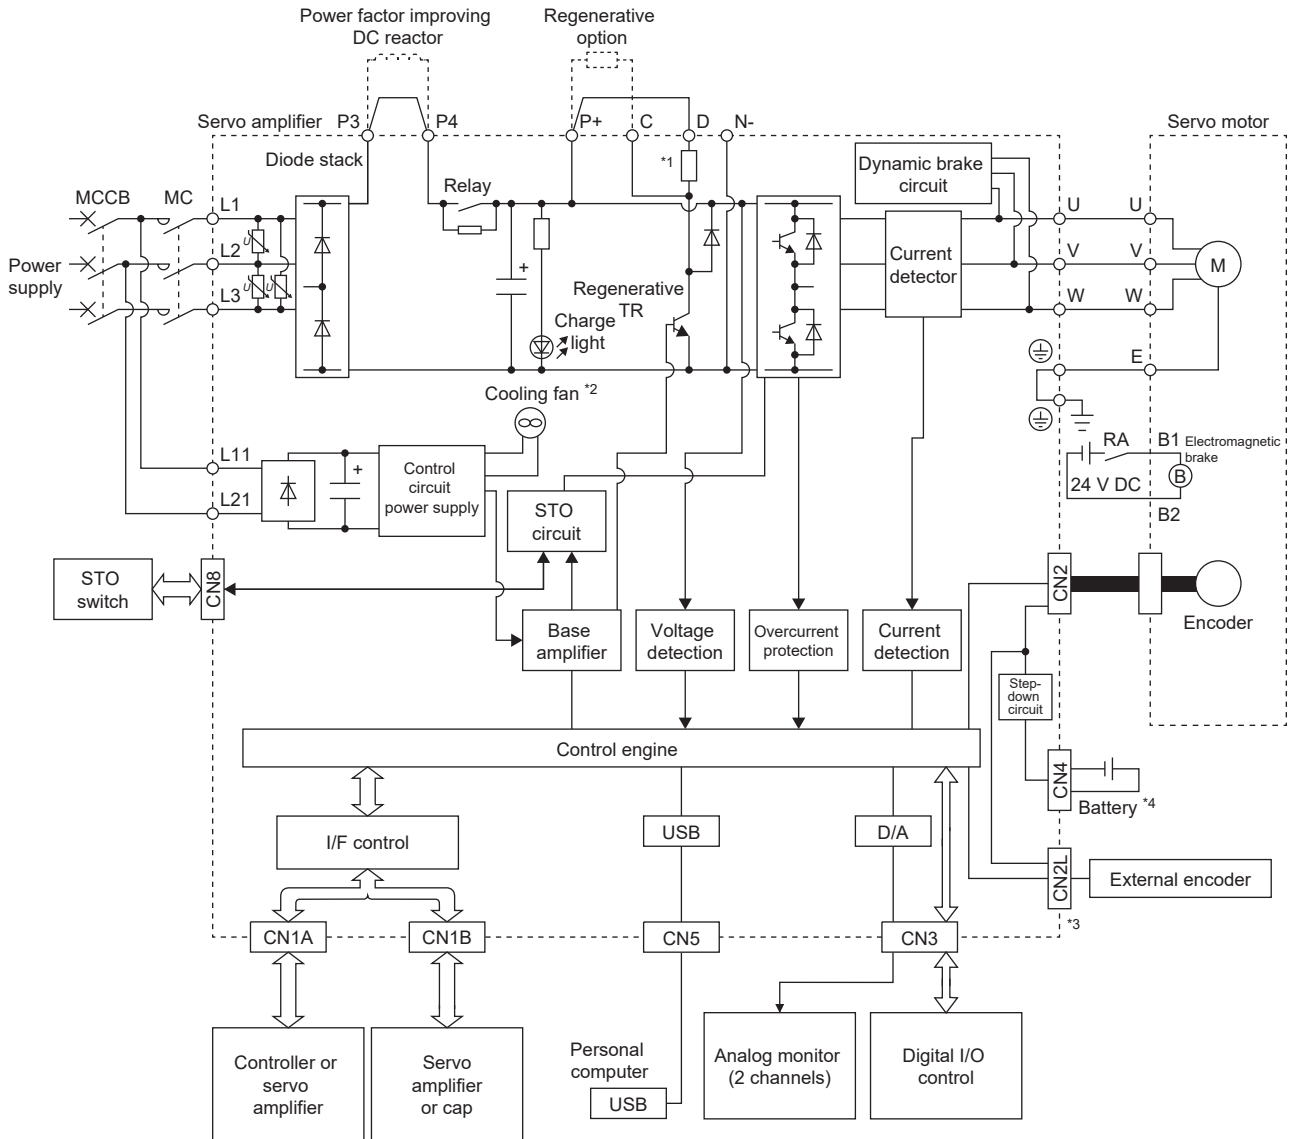 Power factor improving
DC reactor
Regenerative
option
Servo amplifier
P3
P4
P+
C
D
N-
Servo motor
Diode stack
*1
Dynamic brake
circuit
MCCB
MC
L1
Relay
U
U
Power
supply
L2
U
+
Current
detector
V
V
M
L3
U
U
Regenerative
TR
W
W
Charge
light
E
Cooling fan *2
L11
+
Control
circuit
power supply
RA
B1
Electromagnetic
brake
24 V DC
B
L21
STO
circuit
B2
STO
switch
CN8
CN2
Encoder
Base
amplifier
Voltage
detection
Overcurrent
protection
Current
detection
Step-
down
circuit
Control engine
CN4
Battery *4
I/F control
USB
D/A
CN2L
External encoder
*3
CN1A
CN1B
CN5
CN3
Controller or
servo
amplifier
Servo
amplifier
or cap
Personal
computer
USB
Analog monitor
(2 channels)
Digital I/O
control